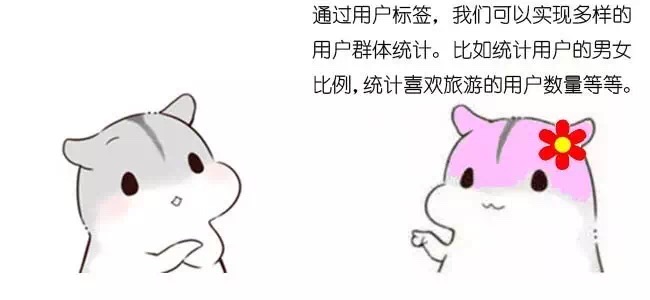 通过用户标签，我们可以实现多样的
用户群体统计。比如统计用户的男女
比例，统计喜欢旅游的用户数量等等。